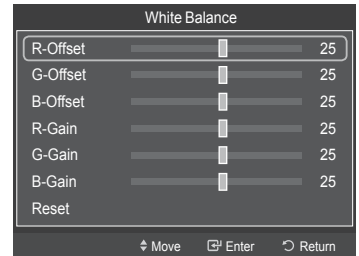 White Balance
R-Offset 25
G-Offset 25
B-Offset 25
R-Gain 25
G-Gain 25
B-Gain 25
Reset
Move Enter Return